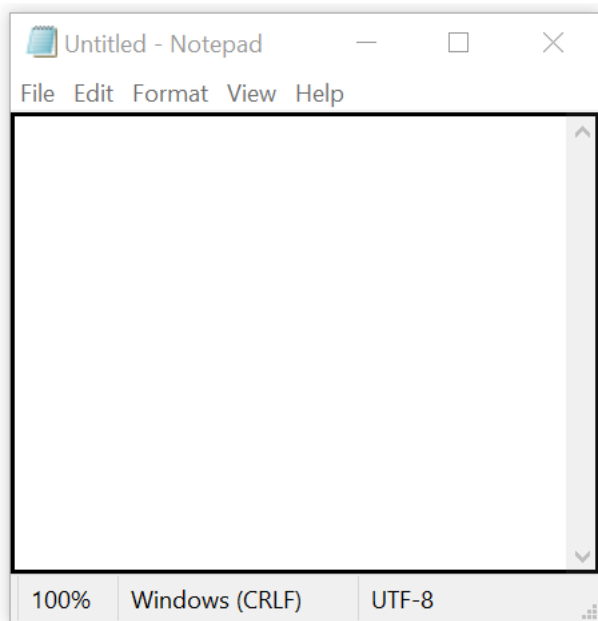 Untitled - Notepad
File Edit Format View Help
100% Windows (CRLF) UTF-8